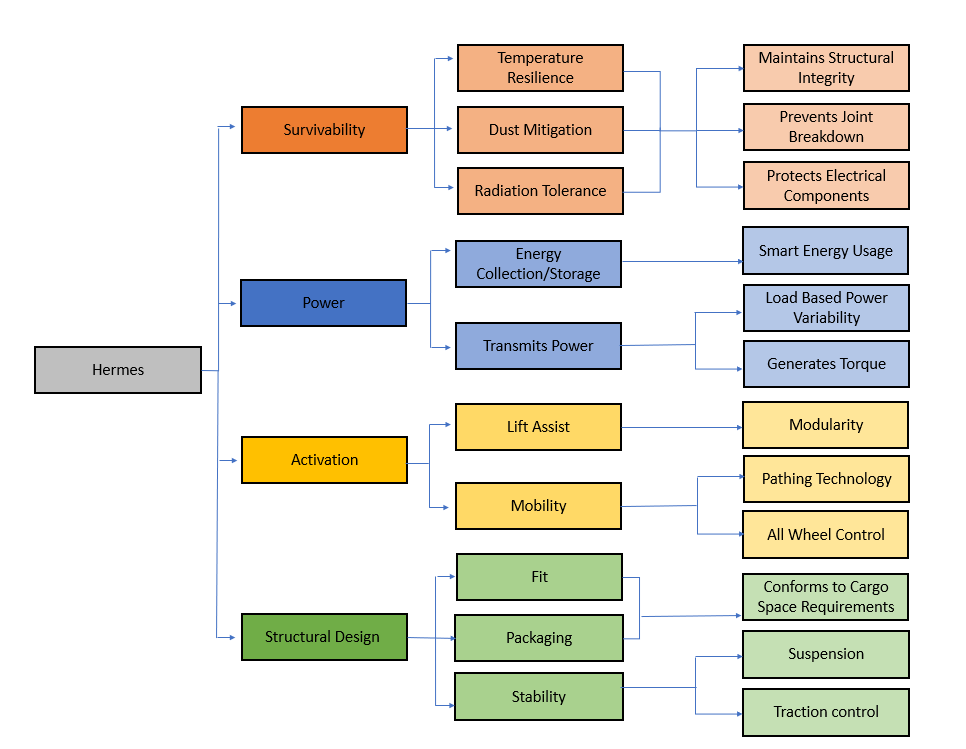 Hermes
Survivability
Power
Activation
Structural Design
Temperature
Resilience
Dust Mitigation
Radiation Tolerance
Energy
Collection/Storage
Transmits Power
Lift Assist
Mobility
Fit
Packaging
Stability
Maintains Structural
Integrity
Prevents Joint
Breakdown
Protects Electrical
Components
Smart Energy Usage
Load Based Power
Variability
Generates Torque
Modularity
Pathing Technology
All Wheel Control
Conforms to Cargo
Space Requirements
Suspension
Traction control